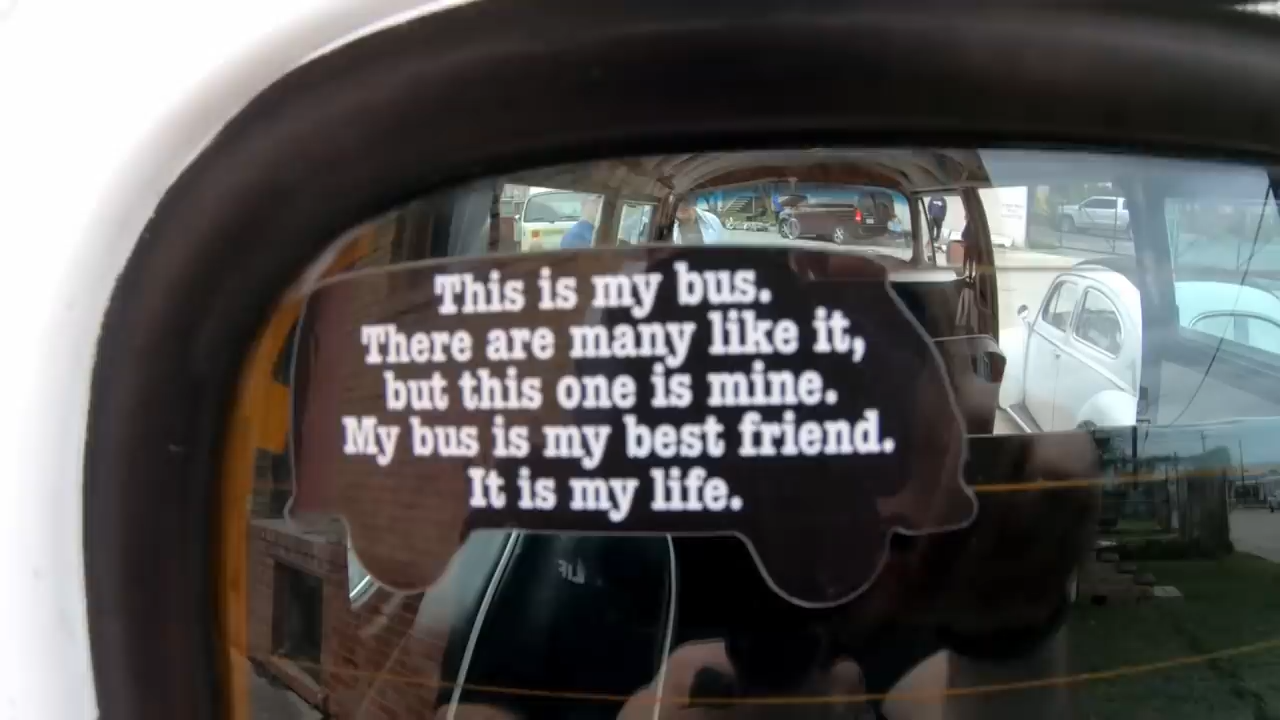 This is my bus.
There are many like it,
but this one is mine.
My bus is my best friend.
It is my life.